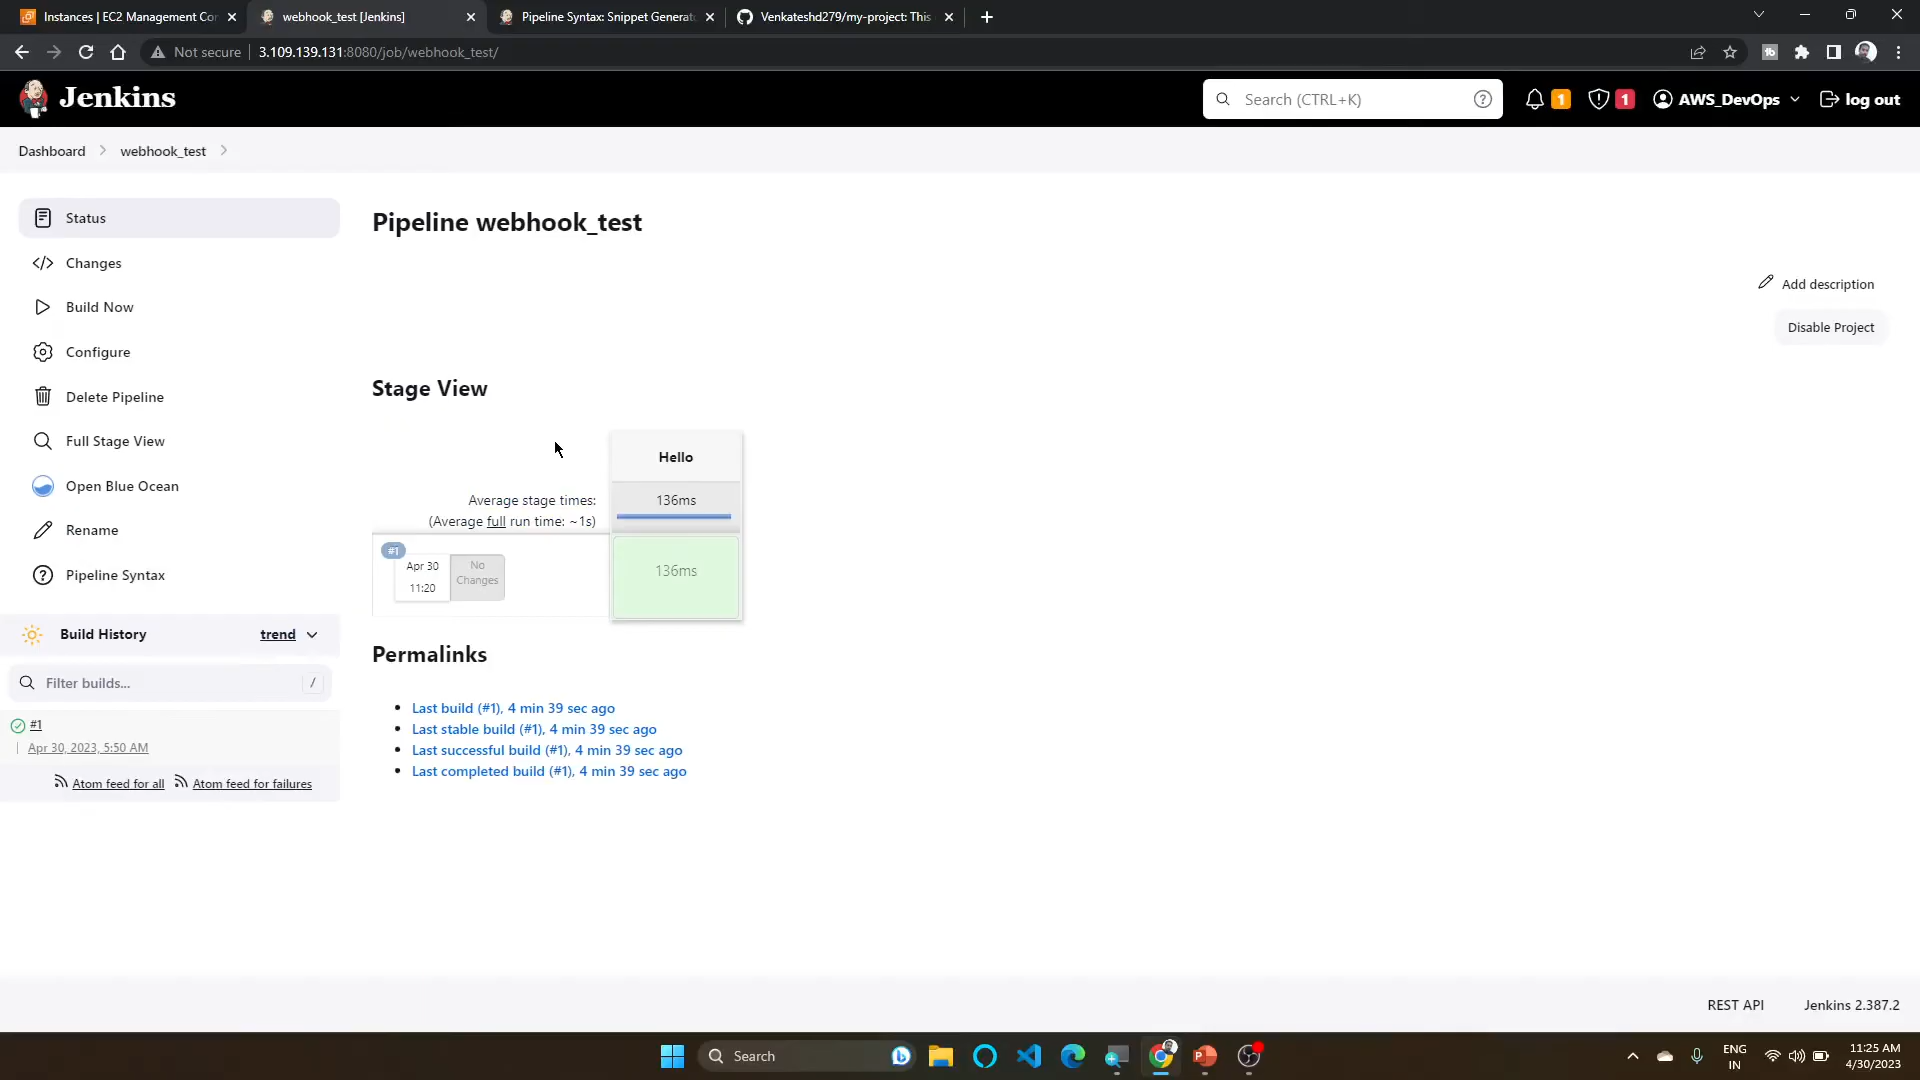 Instances | EC2 Management Cor
webhook_test [Jenkins]
Pipeline Syntax: Snippet Generato
Venkateshd279/my-project: This
Not secure
3.109.139.131:8080/job/webhook_test/
Jenkins
Search (CTRL+K)
1
1
AWS_DevOps
log out
Dashboard
webhook_test
Status
Changes
Build Now
Configure
Delete Pipeline
Full Stage View
Open Blue Ocean
Rename
Pipeline Syntax
Build History
trend
Filter builds...
/
#1
Apr 30, 2023, 5:50 AM
Atom feed for all
Atom feed for failures
Pipeline webhook_test
Add description
Disable Project
Stage View
Hello
Average stage times:
(Average full run time: ~1s)
136ms
#1
Apr 30
11:20
No
Changes
136ms
Permalinks
Last build (#1), 4 min 39 sec ago
Last stable build (#1), 4 min 39 sec ago
Last successful build (#1), 4 min 39 sec ago
Last completed build (#1), 4 min 39 sec ago
REST API
Jenkins 2.387.2
Search
ENG
IN
11:25 AM
4/30/2023